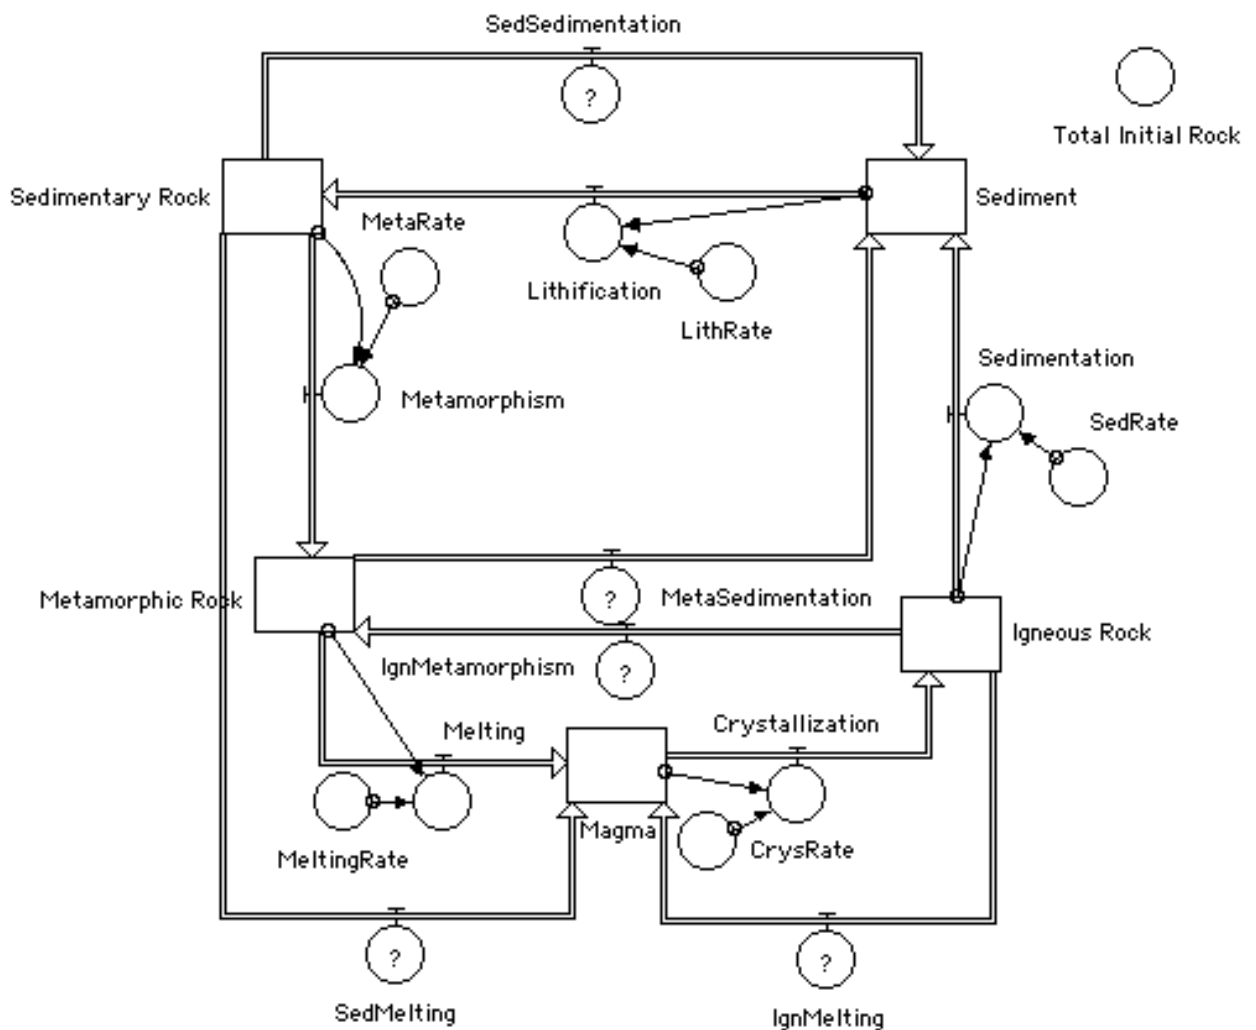 SedSedimentation
?
Total Initial Rock
Sedimentary Rock
Sediment
MetaRate
Lithification
LithRate
Sedimentation
Metamorphism
SedRate
Metamorphic Rock
?
MetaSedimentation
Igneous Rock
IgnMetamorphism
?
Melting
Crystallization
Magma
MeltingRate
CrysRate
?
?
SedMelting
IgnMelting